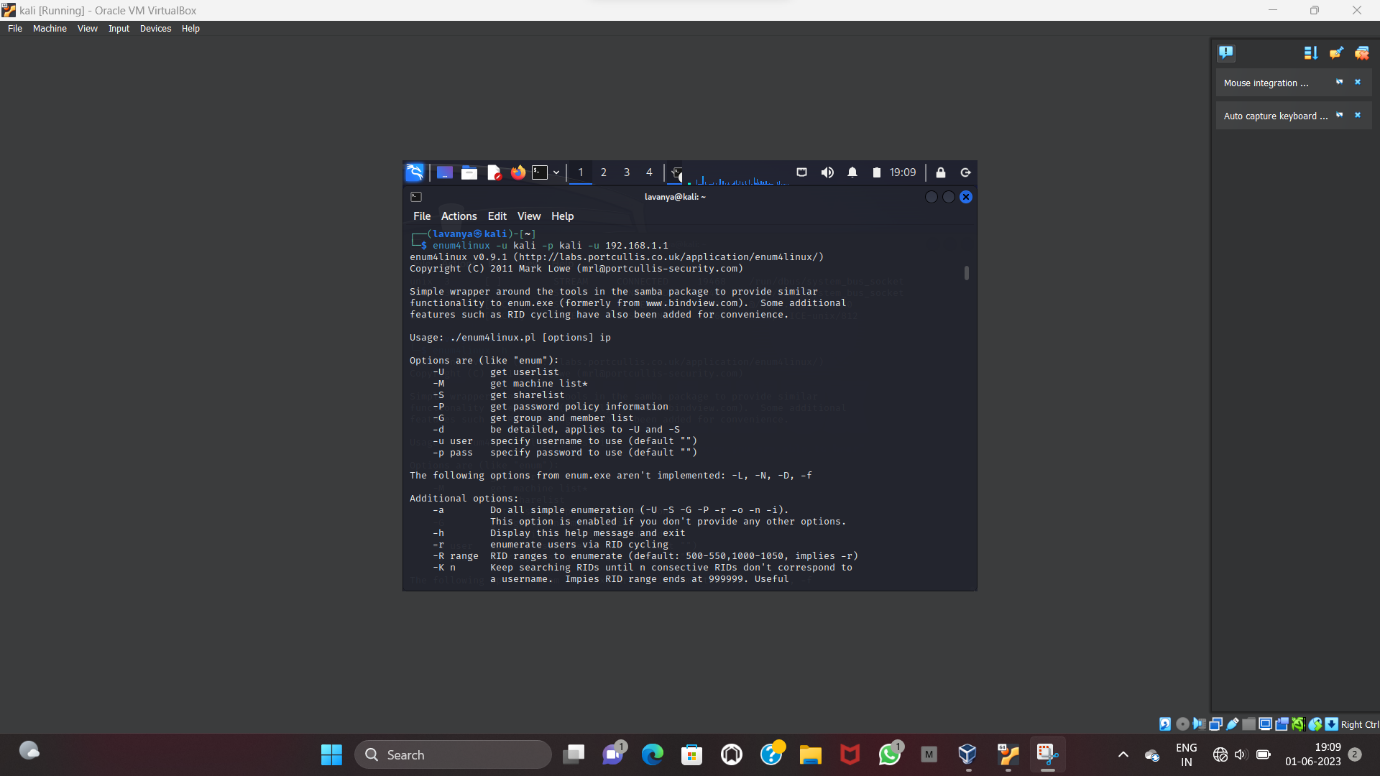 kali [Running] - Oracle VM VirtualBox
File Machine View Input Devices Help
Mouse integration ...
Auto capture keyboard ...
1 2 3 4 19:09
lavanya@kali: ~
File Actions Edit View Help
(lavanya㉿kali)-[~]
$ enum4linux -u kali -p kali -u 192.168.1.1
enum4linux v0.9.1 (http://labs.portcullis.co.uk/application/enum4linux/)
Copyright (C) 2011 Mark Lowe (mrl@portcullis-security.com)
Simple wrapper around the tools in the samba package to provide similar
functionality to enum.exe (formerly from www.bindview.com).  Some additional
features such as RID cycling have also been added for convenience.
Usage: ./enum4linux.pl [options] ip
Options are (like "enum"):
-U get userlist
-M get machine list*
-S get sharelist
-P get password policy information
-G get group and member list
-d be detailed, applies to -U and -S
-u user specify username to use (default "")
-p pass specify password to use (default "")
The following options from enum.exe aren't implemented: -L, -N, -D, -f
Additional options:
-a Do all simple enumeration (-U -S -G -P -r -o -n -i).
This option is enabled if you don't provide any other options.
-h Display this help message and exit
-r enumerate users via RID cycling
-R range RID ranges to enumerate (default: 500-550,1000-1050, implies -r)
-K n Keep searching RIDs until n consective RIDs don't correspond to
a username.  Impies RID range ends at 999999. Useful
Right Ctrl
Search
1
1
M
ENG
IN
19:09
01-06-2023
2